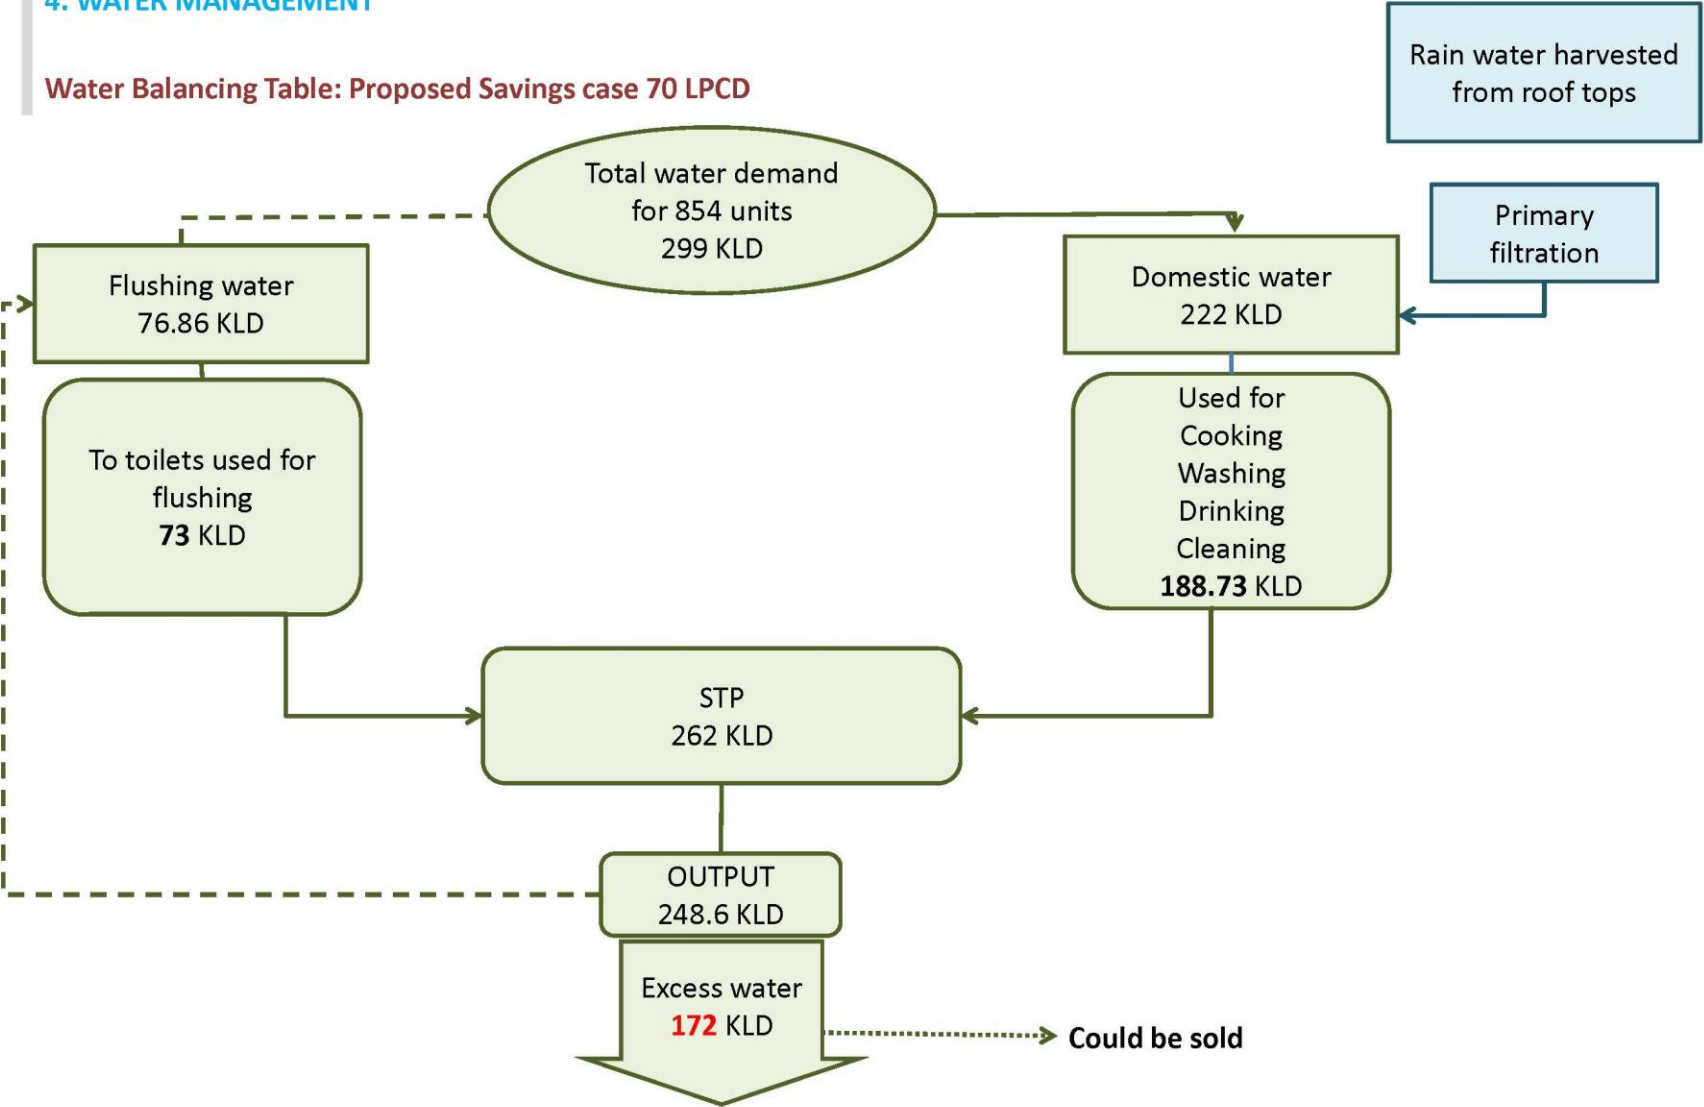 4. WATER MANAGEMENT
Water Balancing Table: Proposed Savings case 70 LPCD
Rain water harvested
from roof tops
Total water demand
for 854 units
299 KLD
Primary
filtration
Flushing water
76.86 KLD
Domestic water
222 KLD
To toilets used for
flushing
73 KLD
Used for
Cooking
Washing
Drinking
Cleaning
188.73 KLD
STP
262 KLD
OUTPUT
248.6 KLD
Excess water
172 KLD
Could be sold